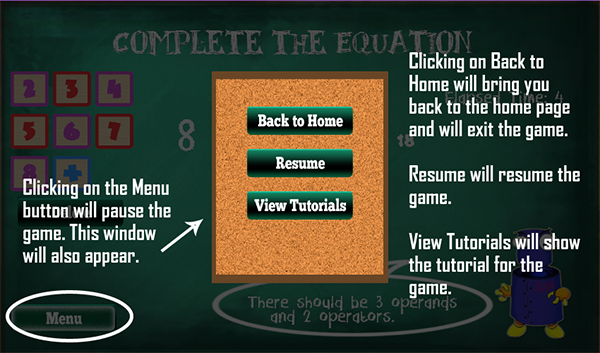 COMPLETE THE EQUATION
2 3 4
5 6 7
8 +
8
18
Elapsed Time: 4
Back to Home
Resume
View Tutorials
Clicking on the Menu
button will pause the
game. This window
will also appear.
Clicking on Back to
Home will bring you
back to the home page
and will exit the game.
Resume will resume the
game.
View Tutorials will show
the tutorial for the
game.
Menu
There should be 3 operands
and 2 operators.